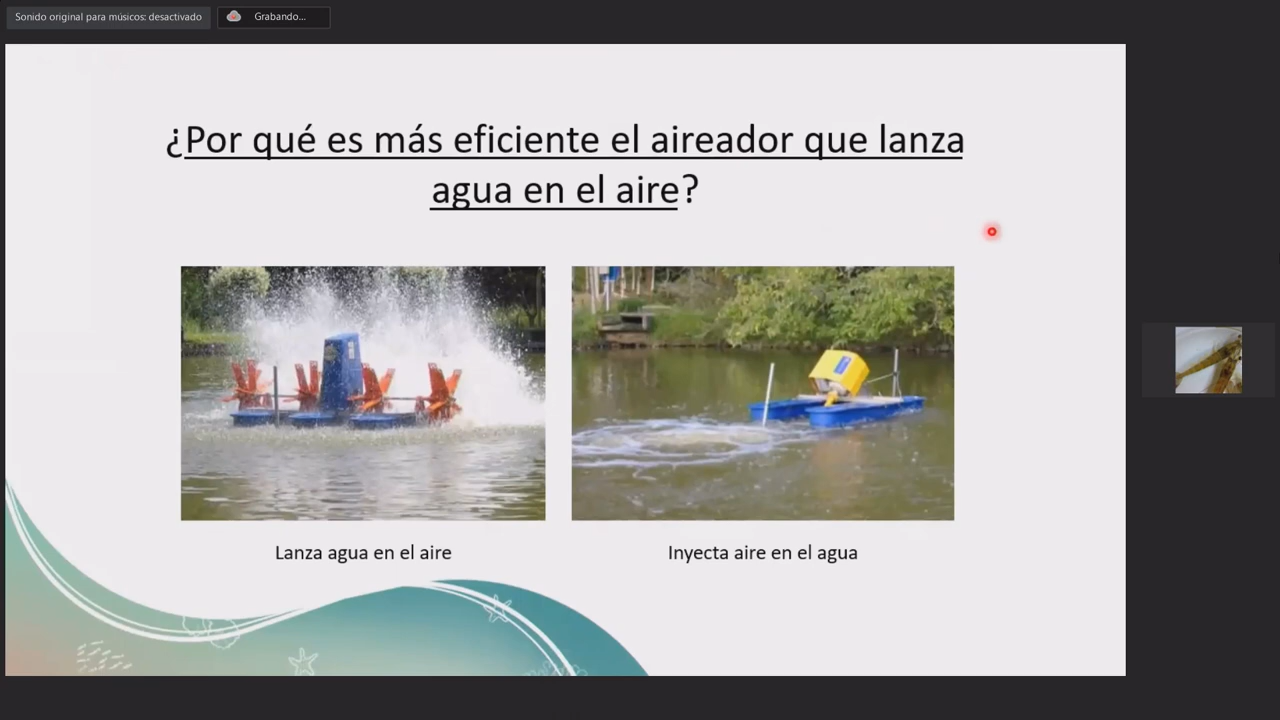 Sonido original para músicos: desactivado
Grabando...
¿Por qué es más eficiente el aireador que lanza
agua en el aire?
Lanza agua en el aire
Inyecta aire en el agua